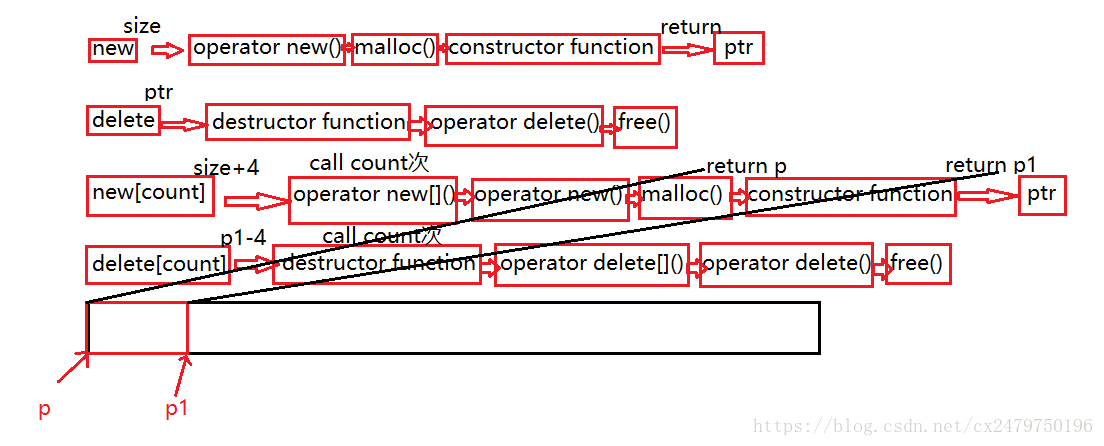 size
return
new
operator new()
malloc()
constructor function
ptr
ptr
delete
destructor function
operator delete()
free()
size+4
call count次
return p
return p1
new[count]
operator new[]()
operator new()
malloc()
constructor function
ptr
p1-4
call count次
delete[count]
destructor function
operator delete[]()
operator delete()
free()
p
p1
https://blog.csdn.net/cx2479750196